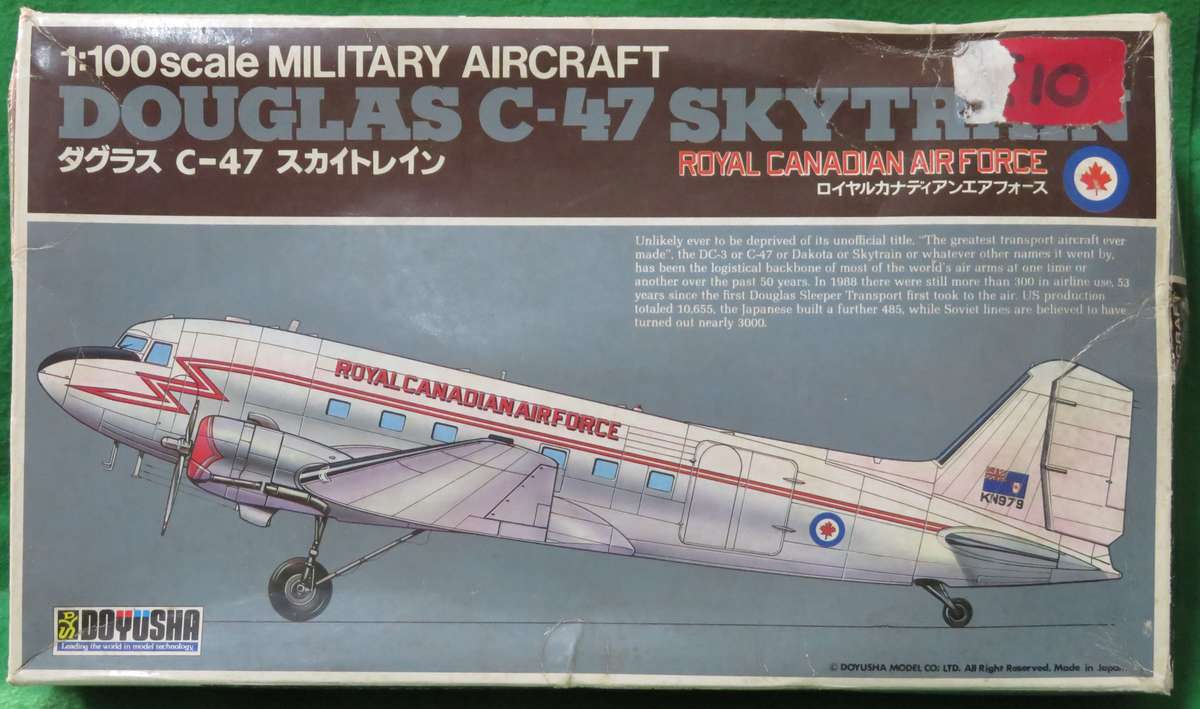 1:100 scale MILITARY AIRCRAFT
10
DOUGLAS C-47
ダグラス C-47 スカイトレイン
ROYAL CANADIAN AIR FORCE
ロイヤルカナディアンエアフォース
Unlikely ever to be deprived of its unofficial title, "The greatest transport aircraft ever
made", the DC-3 or C-47 or Dakota or Skytrain or whatever other names it went by,
has been the logistical backbone of most of the world's air arms at one time or
another over the past 50 years. In 1988 there were still more than 300 in airline use, 53
years since the first Douglas Sleeper Transport first took to the air. US production
totaled 10,655, the Japanese built a further 485, while Soviet lines are believed to have
turned out nearly 3000.
ROYAL CANADIAN AIR FORCE
KN979
DOYUSHA
Leading the world in model technology.
© DOYUSHA MODEL CO; LTD. All Right Reserved. Made in Japan